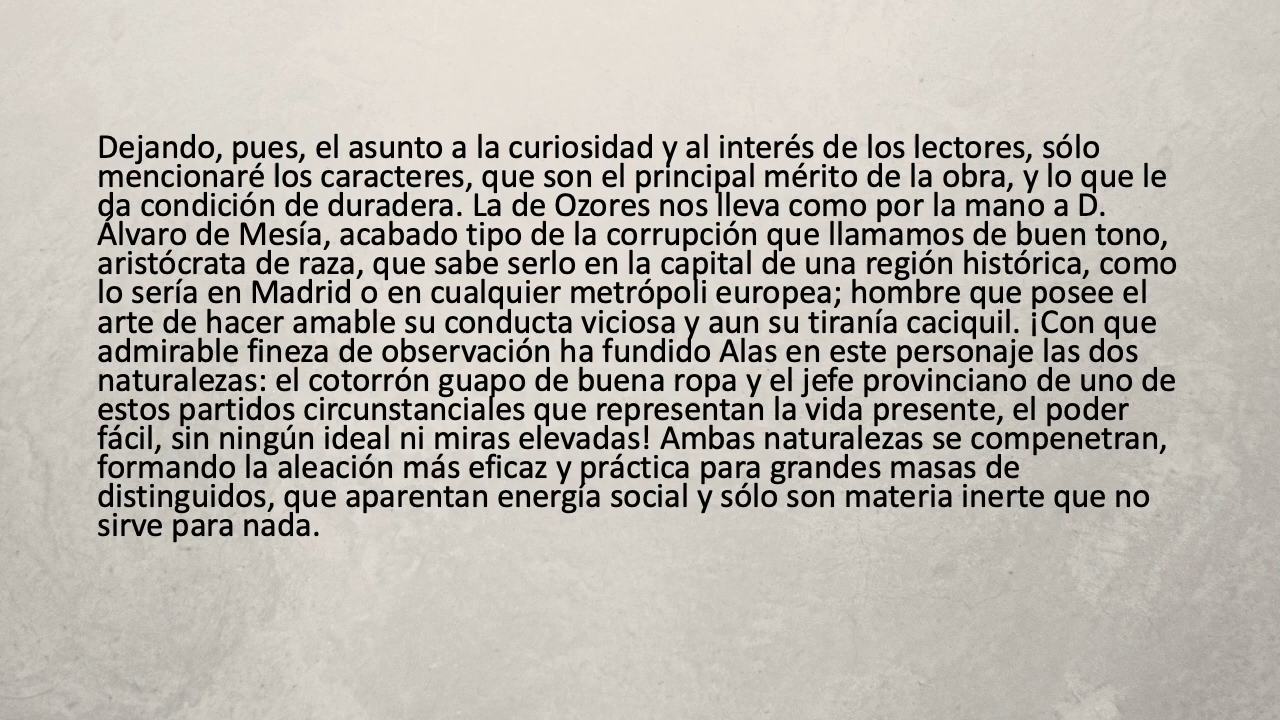 Dejando, pues, el asunto a la curiosidad y al interés de los lectores, sólo
mencionaré los caracteres, que son el principal mérito de la obra, y lo que le
da condición de duradera. La de Ozores nos lleva como por la mano a D.
Álvaro de Mesía, acabado tipo de la corrupción que llamamos de buen tono,
aristócrata de raza, que sabe serlo en la capital de una región histórica, como
lo sería en Madrid o en cualquier metrópoli europea; hombre que posee el
arte de hacer amable su conducta viciosa y aun su tiranía caciquil. ¡Con que
admirable fineza de observación ha fundido Alas en este personaje las dos
naturalezas: el cotorrón guapo de buena ropa y el jefe provinciano de uno de
estos partidos circunstanciales que representan la vida presente, el poder
fácil, sin ningún ideal ni miras elevadas! Ambas naturalezas se compenetran,
formando la aleación más eficaz y práctica para grandes masas de
distinguidos, que aparentan energía social y sólo son materia inerte que no
sirve para nada.